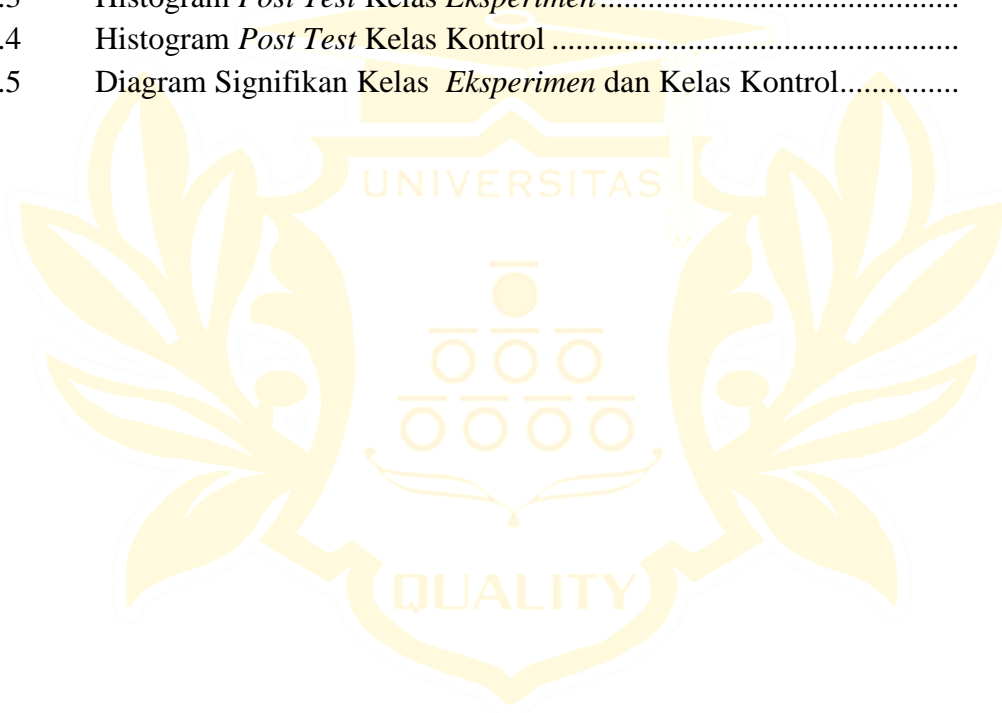 .3 Histogram Post Test Kelas Eksperimen...............................................
.4 Histogram Post Test Kelas Kontrol ....................................................
.5 Diagram Signifikan Kelas Eksperimen dan Kelas Kontrol...............
UNIVERSITAS
QUALITY